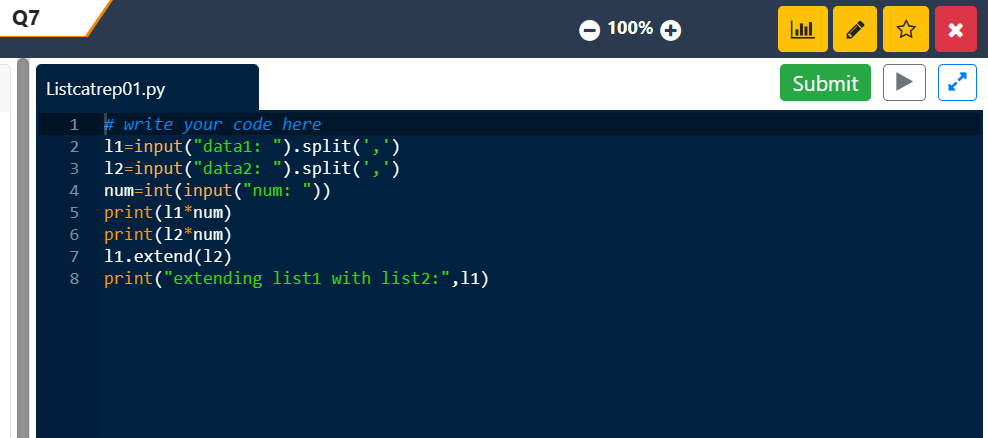 Q7
100%
Listcatrep01.py
Submit
1 # write your code here
2 l1=input("data1: ").split(',')
3 l2=input("data2: ").split(',')
4 num=int(input("num: "))
5 print(l1*num)
6 print(l2*num)
7 l1.extend(l2)
8 print("extending list1 with list2:",l1)